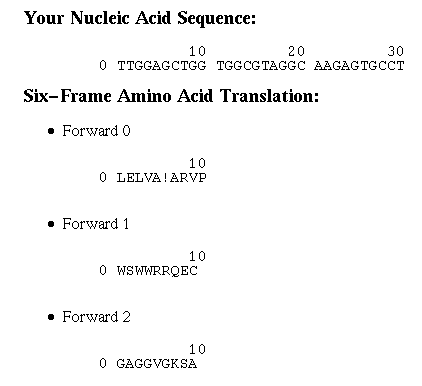 Your Nucleic Acid Sequence:
10 20 30
0 TTGGAGCTGG TGGCGTAGGC AAGAGTGCCT
Six-Frame Amino Acid Translation:
• Forward 0
10
0 LELVA!ARVP
• Forward 1
10
0 WSWWRRQEC
• Forward 2
10
0 GAGGVGKSA